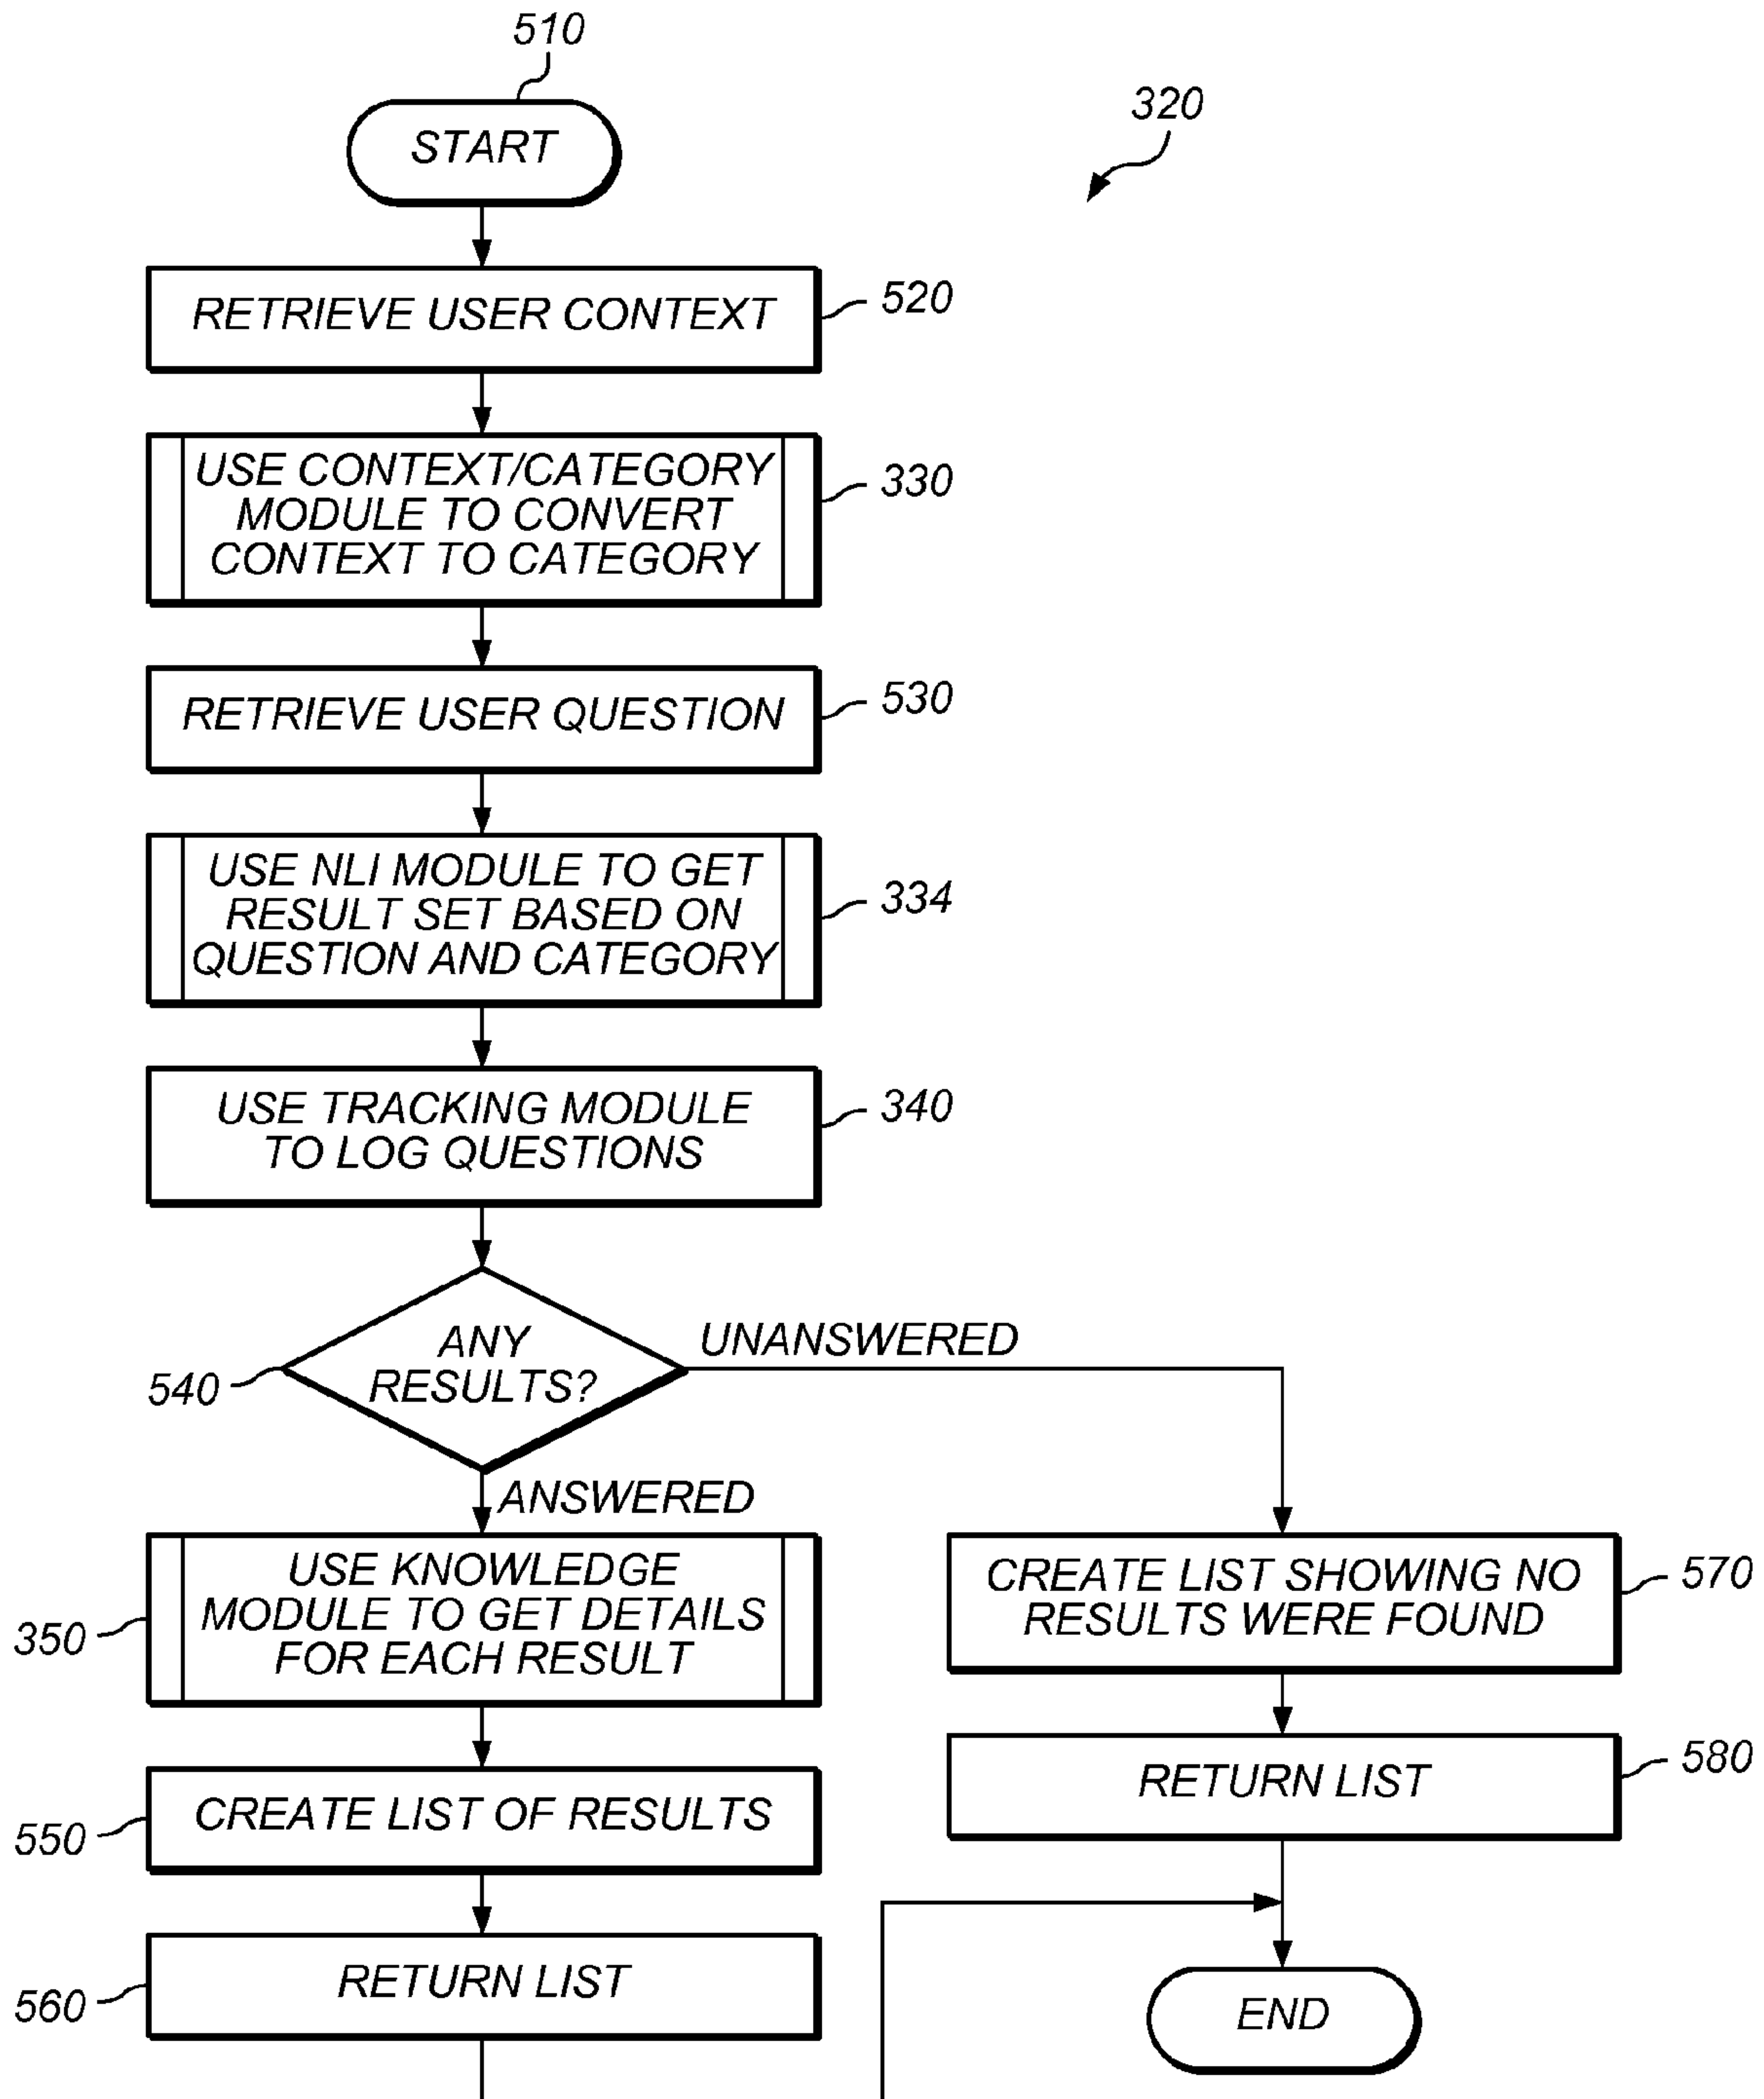 510
START
320
RETRIEVE USER CONTEXT
520
USE CONTEXT/CATEGORY
MODULE TO CONVERT
CONTEXT TO CATEGORY
330
RETRIEVE USER QUESTION
530
USE NLI MODULE TO GET
RESULT SET BASED ON
QUESTION AND CATEGORY
334
USE TRACKING MODULE
TO LOG QUESTIONS
340
ANY
RESULTS?
540
UNANSWERED
ANSWERED
USE KNOWLEDGE
MODULE TO GET DETAILS
FOR EACH RESULT
350
CREATE LIST SHOWING NO
RESULTS WERE FOUND
570
CREATE LIST OF RESULTS
550
RETURN LIST
580
RETURN LIST
560
END